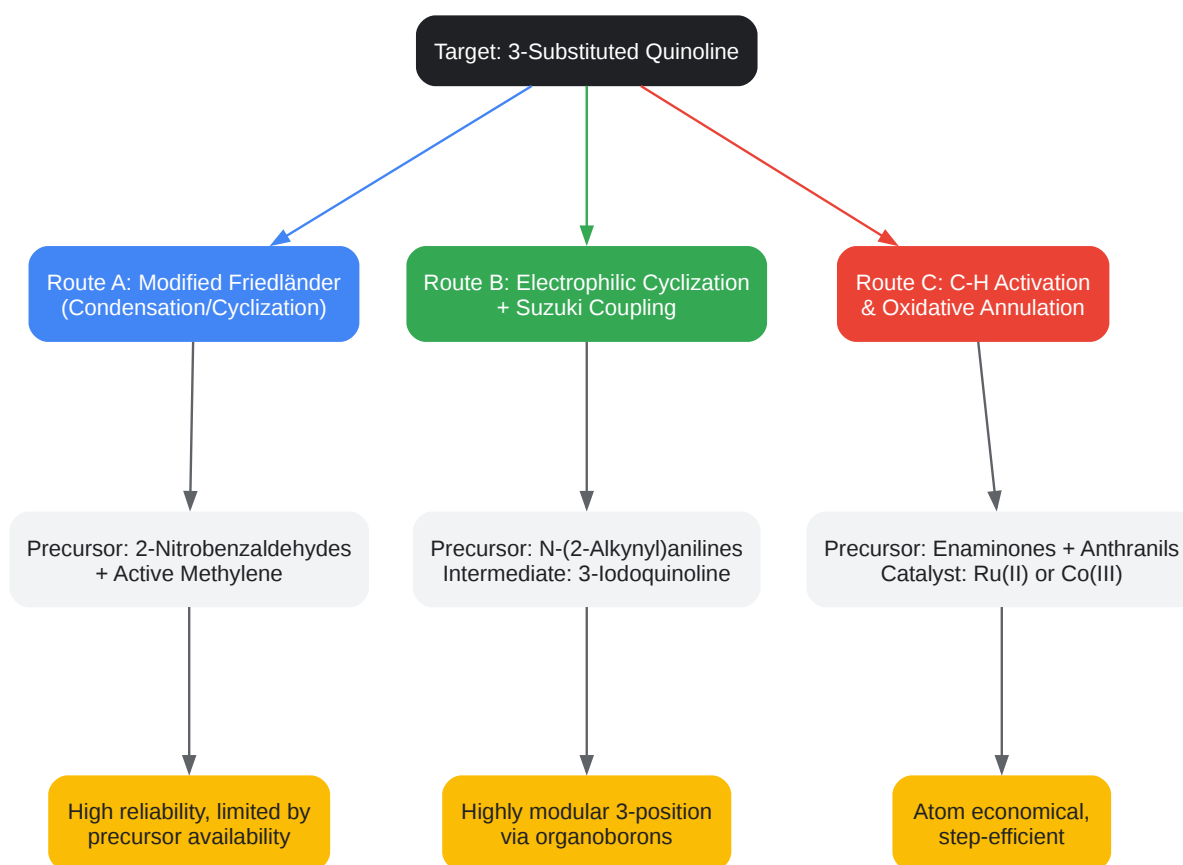 Target: 3-Substituted Quinoline
Route A: Modified Friedländer
(Condensation/Cyclization)
Route B: Electrophilic Cyclization
+ Suzuki Coupling
Route C: C-H Activation
& Oxidative Annulation
Precursor: 2-Nitrobenzaldehydes
+ Active Methylene
Precursor: N-(2-Alkynyl)anilines
Intermediate: 3-Iodoquinoline
Precursor: Enaminones + Anthranils
Catalyst: Ru(II) or Co(III)
High reliability, limited by
precursor availability
Highly modular 3-position
via organoborons
Atom economical,
step-efficient